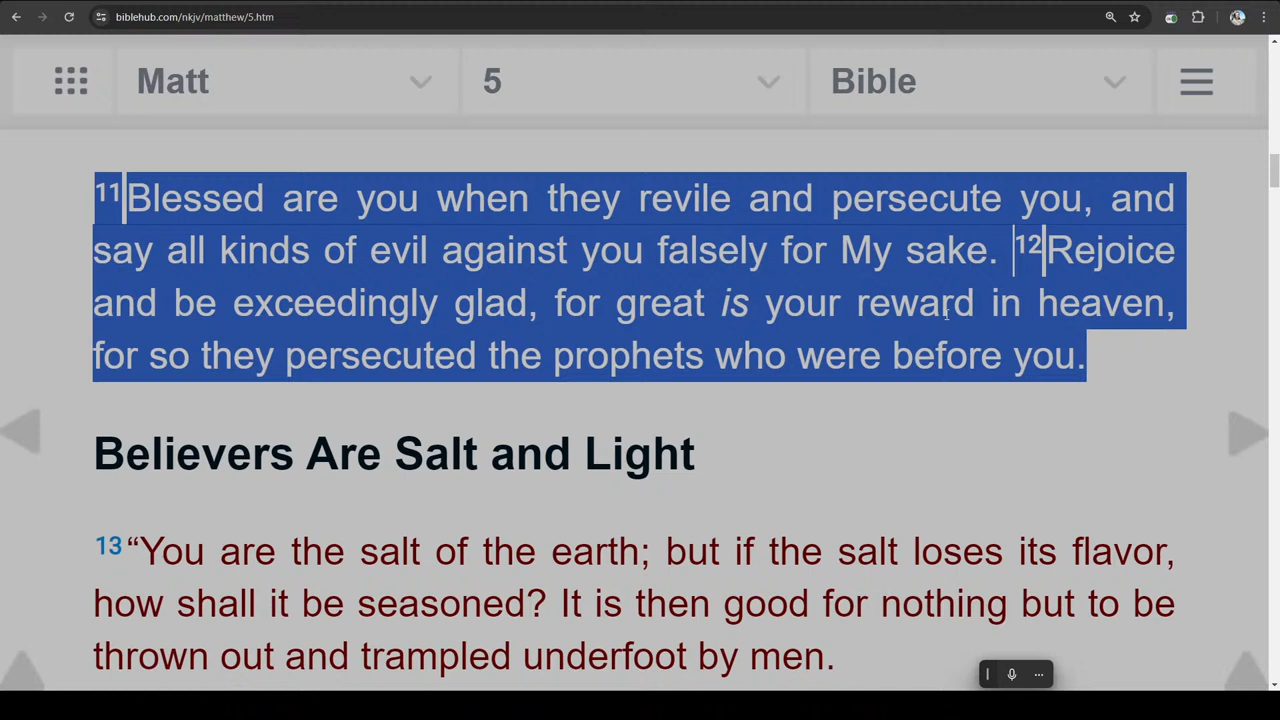 biblehub.com/nkjv/matthew/5.htm
Matt 5 Bible
11Blessed are you when they revile and persecute you, and
say all kinds of evil against you falsely for My sake. 12Rejoice
and be exceedingly glad, for great is your reward in heaven,
for so they persecuted the prophets who were before you.
Believers Are Salt and Light
13“You are the salt of the earth; but if the salt loses its flavor,
how shall it be seasoned? It is then good for nothing but to be
thrown out and trampled underfoot by men.